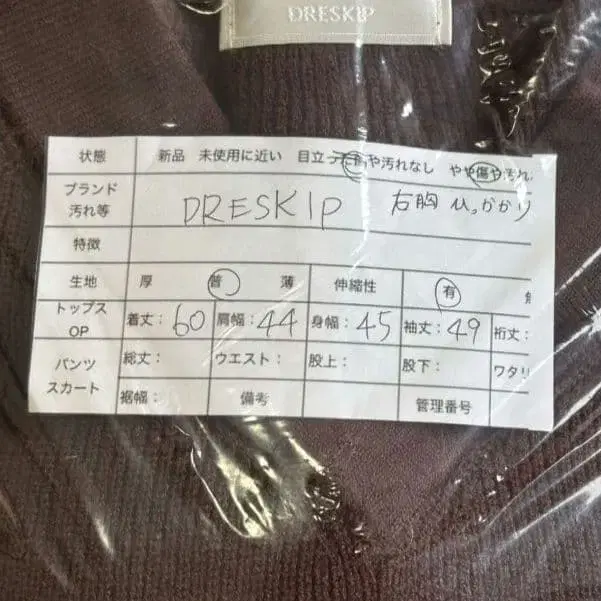 DRESKIP
状態 新品 未使用に近い 目立った傷や汚れなし やや傷や汚れ
ブランド 汚れ等 DRESKIP 右胸 ひっかかり
特徴
生地 厚 普 薄 伸縮性 有
トップス OP 着丈：60 肩幅：44 身幅：45 袖丈：49 裄丈：
パンツ スカート 総丈： ウエスト： 股上： 股下： ワタリ
裾幅： 備考 管理番号